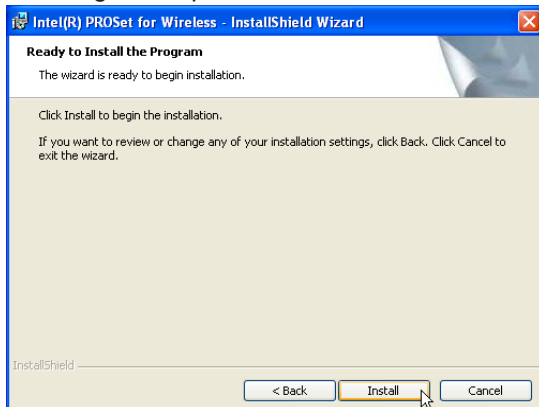 Intel(R) PROSet for Wireless - InstallShield Wizard
Ready to Install the Program
The wizard is ready to begin installation.
Click Install to begin the installation.
If you want to review or change any of your installation settings, click Back. Click Cancel to
exit the wizard.
InstallShield
< Back
Install
Cancel